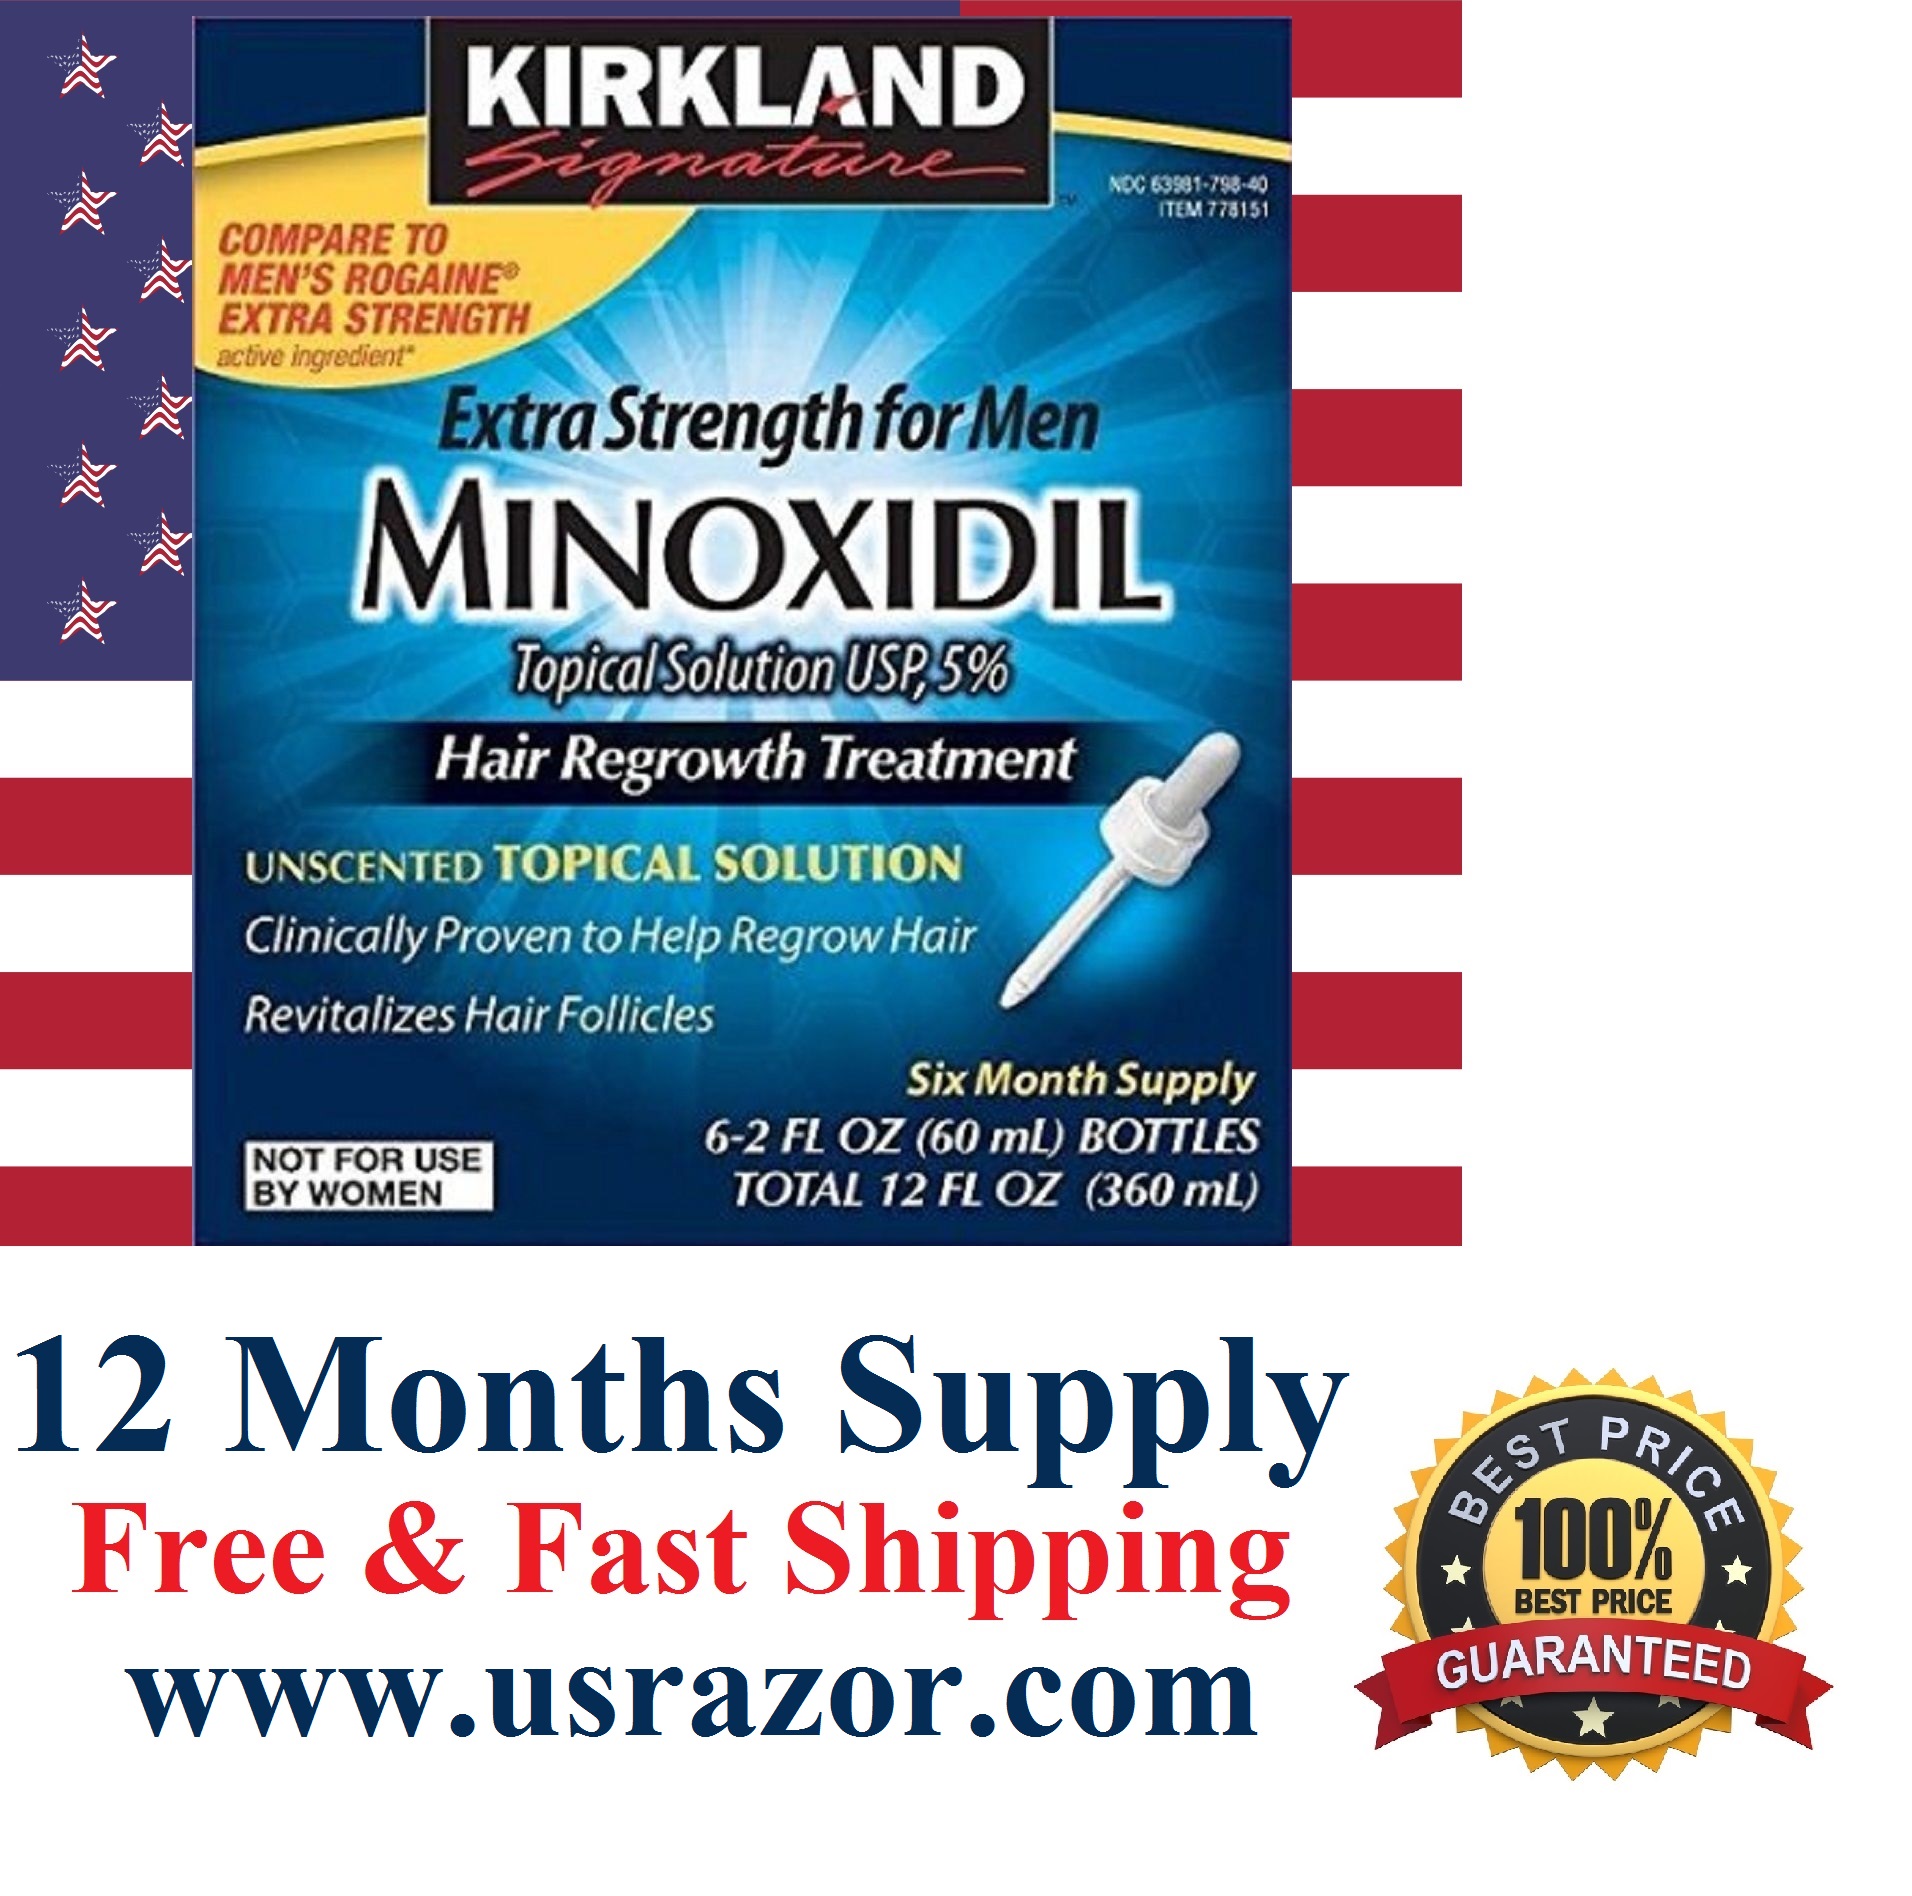 KIRKLAND
Signature
NDC 63981-798-40
ITEM 778151
COMPARE TO
MEN'S ROGAINE®
EXTRA STRENGTH
active ingredient*
Extra Strength for Men
MINOXIDIL
Topical Solution USP, 5%
Hair Regrowth Treatment
UNSCENTED TOPICAL SOLUTION
Clinically Proven to Help Regrow Hair
Revitalizes Hair Follicles
Six Month Supply
6-2 FL OZ (60 mL) BOTTLES
TOTAL 12 FL OZ (360 mL)
NOT FOR USE
BY WOMEN
12 Months Supply
Free & Fast Shipping
www.usrazor.com
BEST PRICE
100%
BEST PRICE
GUARANTEED